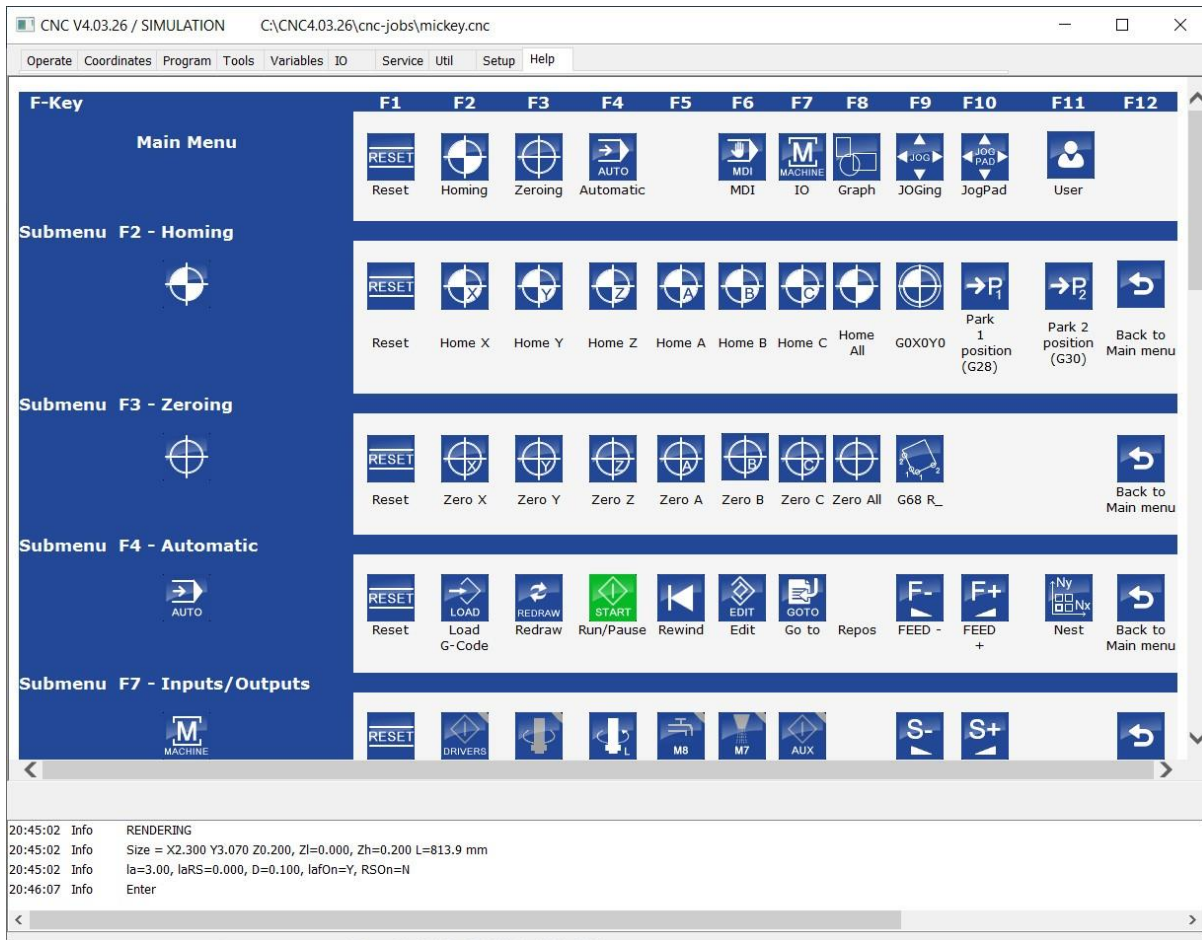 CNC V4.03.26 / SIMULATION C:\CNC4.03.26\cnc-jobs\mickey.cnc
Operate Coordinates Program Tools Variables IO Service Util Setup Help
F-Key F1 F2 F3 F4 F5 F6 F7 F8 F9 F10 F11 F12
Main Menu
RESET AUTO MDI M MACHINE JOG JOG PAD
Reset Homing Zeroing Automatic MDI IO Graph JOGing JogPad User
Submenu F2 - Homing
RESET X Y Z A B C P1 P2
Reset Home X Home Y Home Z Home A Home B Home C Home All G0X0Y0 Park 1 position (G28) Park 2 position (G30) Back to Main menu
Submenu F3 - Zeroing
RESET X Y Z A B C
Reset Zero X Zero Y Zero Z Zero A Zero B Zero C Zero All G68 R_ Back to Main menu
Submenu F4 - Automatic
AUTO RESET LOAD REDRAW START EDIT GOTO F- F+ Ny Nx
Reset Load G-Code Redraw Run/Pause Rewind Edit Go to Repos FEED - FEED + Nest Back to Main menu
Submenu F7 - Inputs/Outputs
M MACHINE RESET DRIVERS L M8 M7 AUX S- S+
20:45:02 Info RENDERING
20:45:02 Info Size = X2.300 Y3.070 Z0.200, Zl=0.000, Zh=0.200 L=813.9 mm
20:45:02 Info la=3.00, laRS=0.000, D=0.100, lafOn=Y, RSOn=N
20:46:07 Info Enter